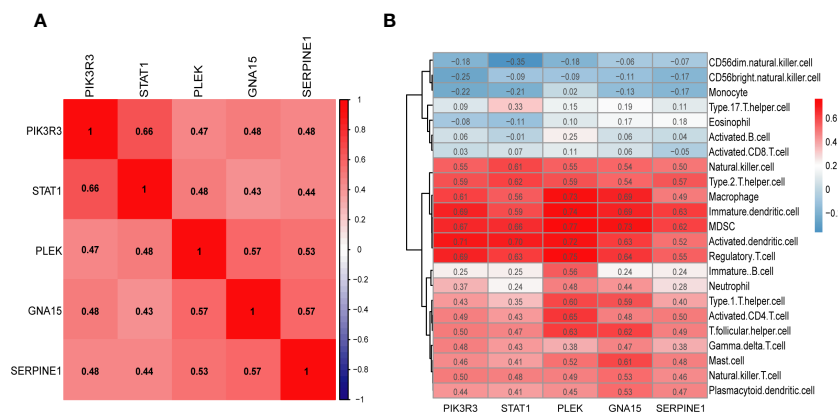 A
PIK3R3 STAT1 PLEK GNA15 SERPINE1
PIK3R3 1 0.66 0.47 0.48 0.48
STAT1 0.66 1 0.48 0.43 0.44
PLEK 0.47 0.48 1 0.57 0.53
GNA15 0.48 0.43 0.57 1 0.57
SERPINE1 0.48 0.44 0.53 0.57 1
1
0.8
0.6
0.4
0.2
0
-0.2
-0.4
-0.6
-0.8
-1
B
-0.18 -0.35 -0.18 -0.06 -0.07 CD56dim.natural.killer.cell
-0.25 -0.09 -0.09 -0.11 -0.17 CD56bright.natural.killer.cell
-0.22 -0.21 0.02 -0.13 -0.17 Monocyte
0.09 0.33 0.15 0.19 0.11 Type.17.T.helper.cell
-0.08 -0.11 0.10 0.17 0.18 Eosinophil
0.06 -0.01 0.25 0.06 0.04 Activated.B.cell
0.03 0.07 0.11 0.06 -0.05 Activated.CD8.T.cell
0.55 0.61 0.55 0.54 0.50 Natural.killer.cell
0.59 0.62 0.59 0.54 0.57 Type.2.T.helper.cell
0.61 0.56 0.49 Macrophage
0.59 0.63 Immature.dendritic.cell
0.62 MDSC
0.63 0.52 Activated.dendritic.cell
0.63 0.64 0.55 Regulatory.T.cell
0.25 0.25 0.56 0.24 0.24 Immature..B.cell
0.37 0.24 0.48 0.44 0.28 Neutrophil
0.43 0.35 0.60 0.59 0.40 Type.1.T.helper.cell
0.49 0.43 0.65 0.48 0.50 Activated.CD4.T.cell
0.50 0.47 0.63 0.62 0.49 T.follicular.helper.cell
0.48 0.43 0.38 0.47 0.38 Gamma.delta.T.cell
0.46 0.41 0.52 0.61 0.48 Mast.cell
0.50 0.48 0.49 0.53 0.46 Natural.killer.T.cell
0.44 0.41 0.45 0.53 0.47 Plasmacytoid.dendritic.cell
PIK3R3 STAT1 PLEK GNA15 SERPINE1
0.6
0.4
0.2
0